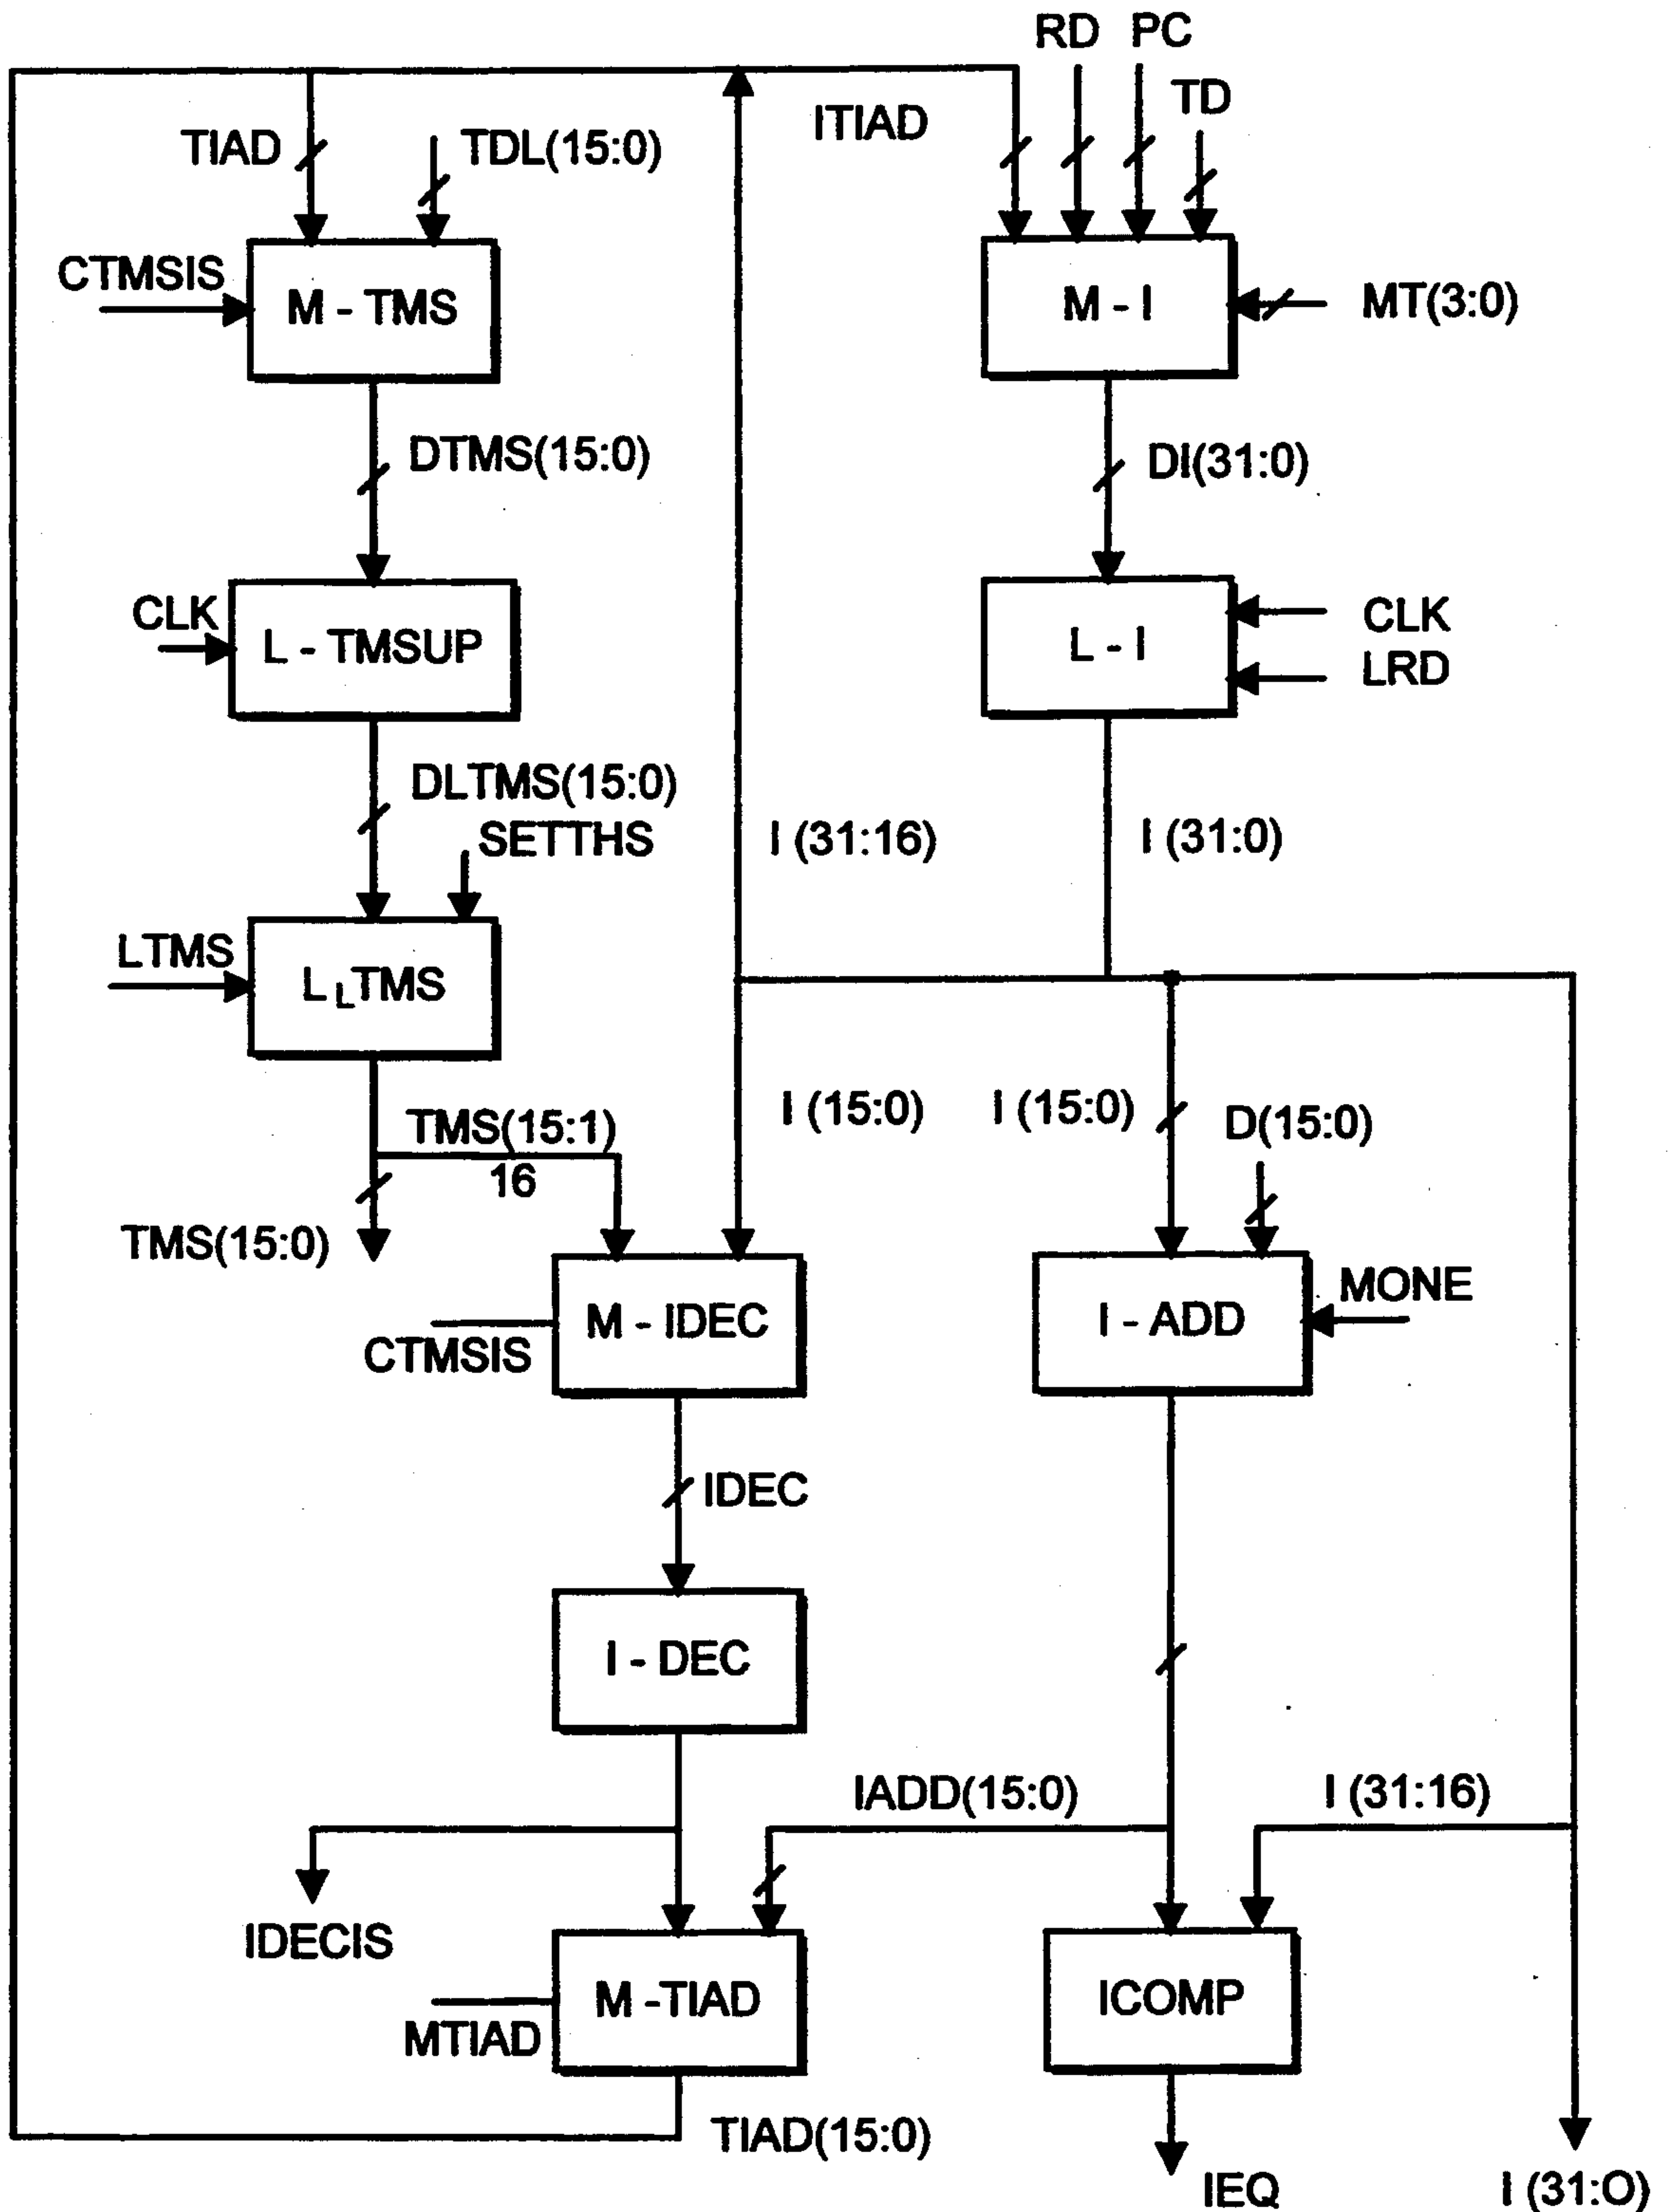 RD PC
TD
TIAD
TDL(15:0)
ITIAD
CTMSIS
M - TMS
M - I
MT(3:0)
DTMS(15:0)
DI(31:0)
CLK
L - TMSUP
L - I
CLK
LRD
DLTMS(15:0)
SETTHS
I (31:16)
I (31:0)
LTMS
L LTMS
TMS(15:1)
16
I (15:0)
I (15:0)
D(15:0)
TMS(15:0)
M - IDEC
I - ADD
MONE
CTMSIS
IDEC
I - DEC
IADD(15:0)
I (31:16)
IDECIS
M -TIAD
ICOMP
MTIAD
TIAD(15:0)
IEQ
I (31:O)